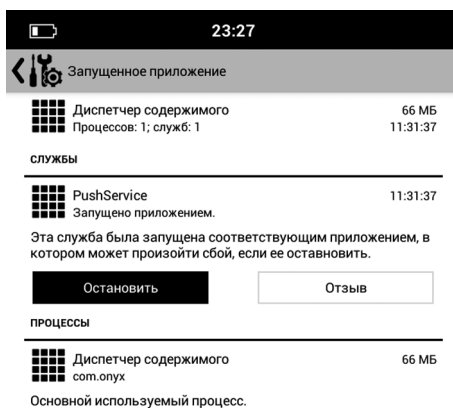 23:27
Запущенное приложение
Диспетчер содержимого 66 МБ
Процессов: 1; служб: 1 11:31:37
СЛУЖБЫ
PushService 11:31:37
Запущено приложением.
Эта служба была запущена соответствующим приложением, в
котором может произойти сбой, если ее оставновить.
Остановить Отзыв
ПРОЦЕССЫ
Диспетчер содержимого 66 МБ
com.onyx
Основной используемый процесс.